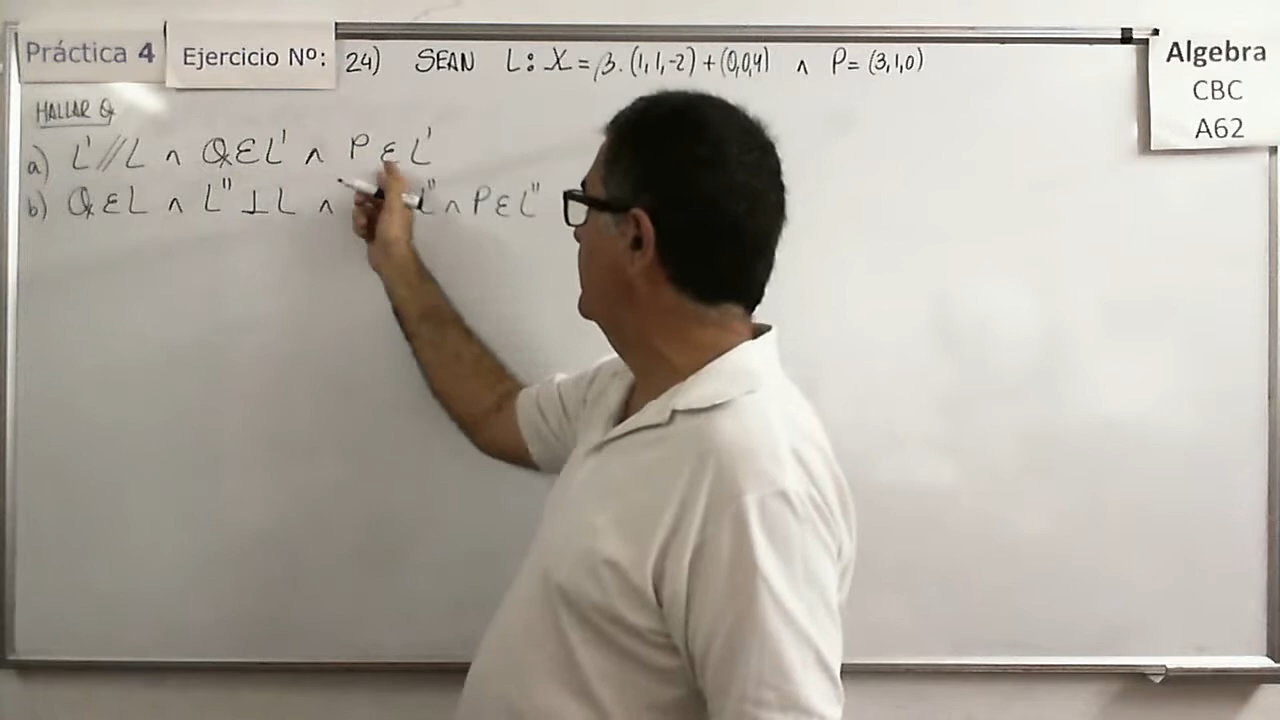 Práctica 4
Ejercicio Nº: 24) SEAN L: X = β.(1,1,-2)+(0,0,4) ∧ P=(3,1,0)
Algebra
CBC
A62
HALLAR Q
a) L'//L ∧ Q ε L' ∧ P ε L'
b) Q ε L ∧ L'' ⊥ L ∧ L'' ∧ P ε L''